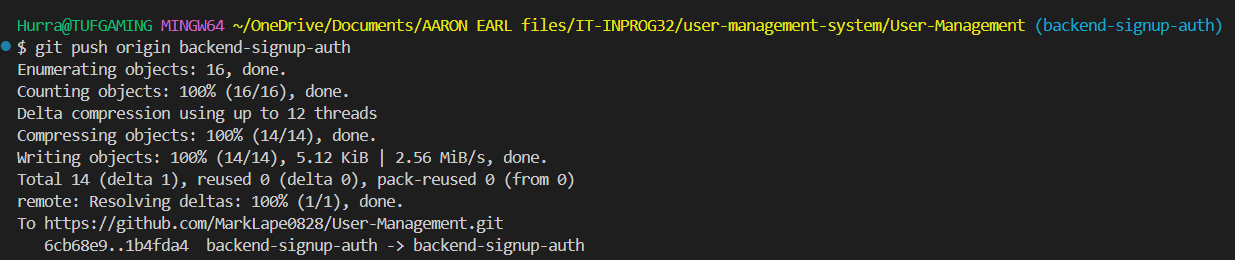 Hurra@TUFGAMING MINGW64 ~/OneDrive/Documents/AARON EARL files/IT-INPROG32/user-management-system/User-Management (backend-signup-auth)
$ git push origin backend-signup-auth
Enumerating objects: 16, done.
Counting objects: 100% (16/16), done.
Delta compression using up to 12 threads
Compressing objects: 100% (14/14), done.
Writing objects: 100% (14/14), 5.12 KiB | 2.56 MiB/s, done.
Total 14 (delta 1), reused 0 (delta 0), pack-reused 0 (from 0)
remote: Resolving deltas: 100% (1/1), done.
To https://github.com/MarkLape0828/User-Management.git
   6cb68e9..1b4fda4  backend-signup-auth -> backend-signup-auth